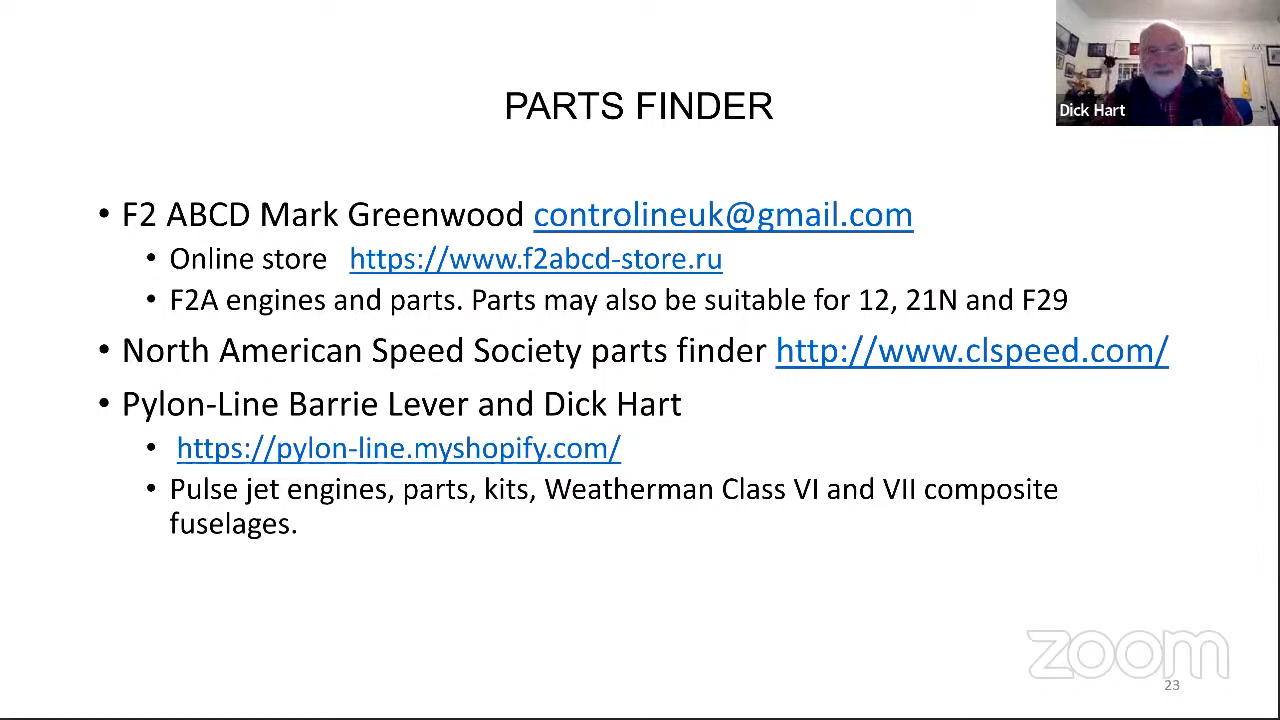 Dick Hart
PARTS FINDER
• F2 ABCD Mark Greenwood controlineuk@gmail.com
• Online store https://www.f2abcd-store.ru
• F2A engines and parts. Parts may also be suitable for 12, 21N and F29
• North American Speed Society parts finder http://www.clspeed.com/
• Pylon-Line Barrie Lever and Dick Hart
• https://pylon-line.myshopify.com/
• Pulse jet engines, parts, kits, Weatherman Class VI and VII composite
fuselages.
zoom
23